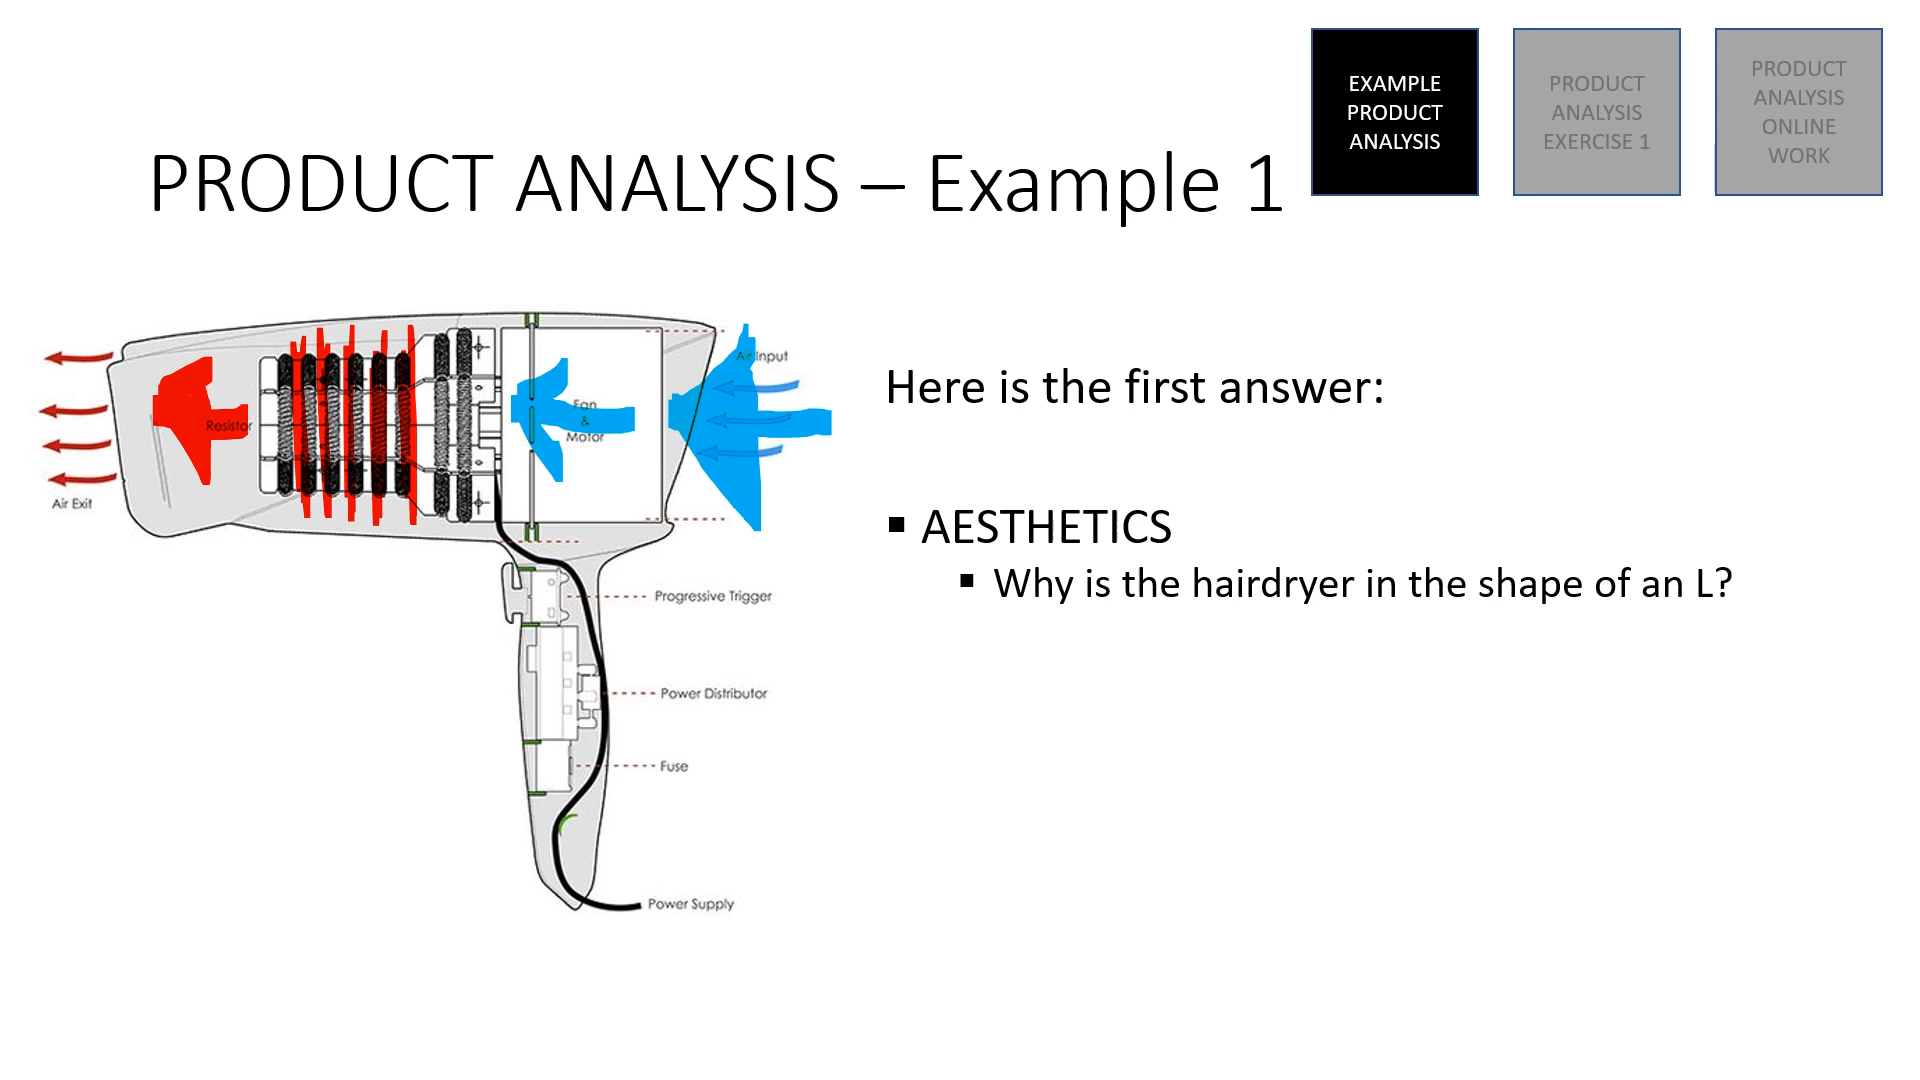 EXAMPLE
PRODUCT
ANALYSIS
PRODUCT
ANALYSIS
EXERCISE 1
PRODUCT
ANALYSIS
ONLINE
WORK
PRODUCT ANALYSIS – Example 1
Air Input
Fan
&
Motor
Resistor
Air Exit
Progressive Trigger
Power Distributor
Fuse
Power Supply
Here is the first answer:
▪ AESTHETICS
▪ Why is the hairdryer in the shape of an L?